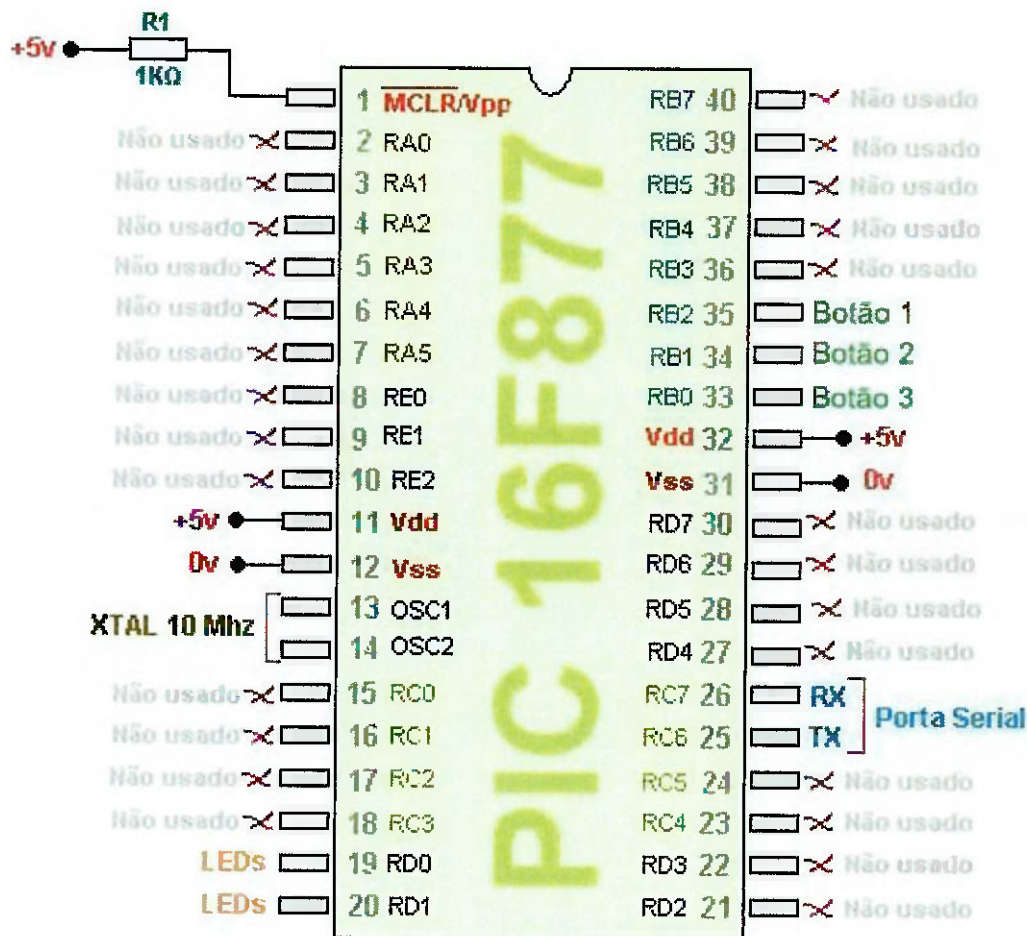 R1
+5v
1KΩ
1 MCLR/Vpp
RB7 40 Não usado
Não usado 2 RA0
RB6 39 Não usado
Não usado 3 RA1
RB5 38 Não usado
Não usado 4 RA2
RB4 37 Não usado
Não usado 5 RA3
RB3 36 Não usado
Não usado 6 RA4
RB2 35 Botão 1
Não usado 7 RA5
RB1 34 Botão 2
Não usado 8 RE0
RB0 33 Botão 3
Não usado 9 RE1
Vdd 32 +5v
Não usado 10 RE2
Vss 31 0v
+5v 11 Vdd
RD7 30 Não usado
0v 12 Vss
RD6 29 Não usado
13 OSC1
RD5 28 Não usado
XTAL 10 Mhz
14 OSC2
RD4 27 Não usado
Não usado 15 RC0
RC7 26 RX
Porta Serial
Não usado 16 RC1
RC6 25 TX
Não usado 17 RC2
RC5 24 Não usado
Não usado 18 RC3
RC4 23 Não usado
LEDs 19 RD0
RD3 22 Não usado
LEDs 20 RD1
RD2 21 Não usado
PIC 16F877